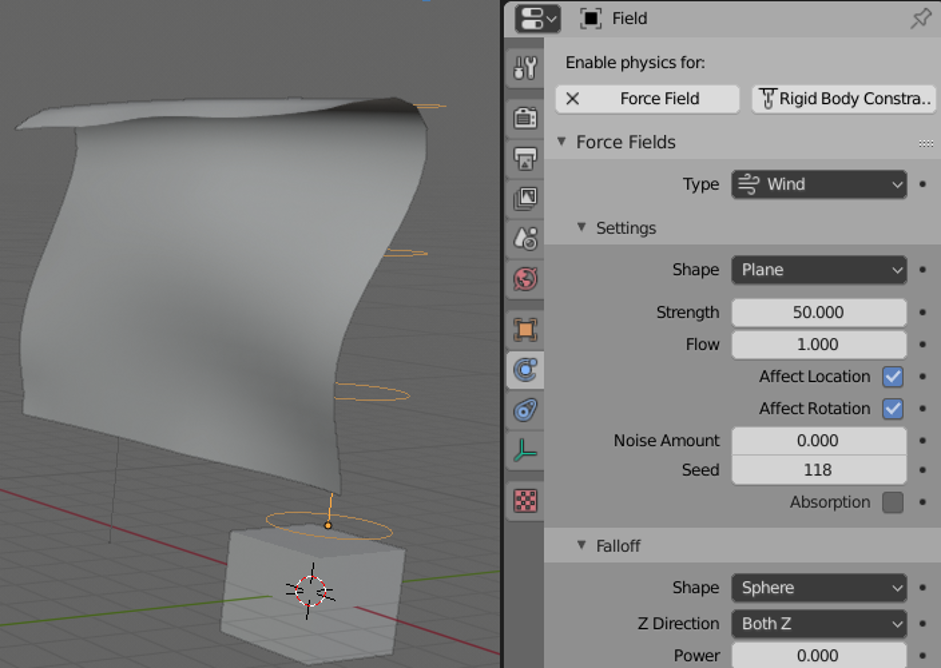 Field
Enable physics for:
Force Field
Rigid Body Constra..
Force Fields
Type Wind
Settings
Shape Plane
Strength 50.000
Flow 1.000
Affect Location
Affect Rotation
Noise Amount 0.000
Seed 118
Absorption
Falloff
Shape Sphere
Z Direction Both Z
Power 0.000